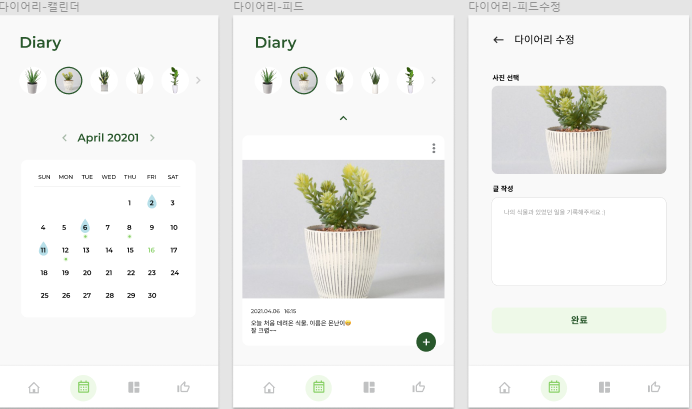 다이어리-캘린더
Diary
April 20201
SUN MON TUE WED THU FRI SAT
1 2 3
4 5 6 7 8 9 10
11 12 13 14 15 16 17
18 19 20 21 22 23 24
25 26 27 28 29 30
다이어리-피드
Diary
2021.04.06 16:15
오늘 처음 데려온 식물, 이름은 문난이😊
잘 크렴~~
다이어리-피드수정
← 다이어리 수정
사진 선택
글 작성
나의 식물과 있었던 일을 기록해주세요 :)
완료